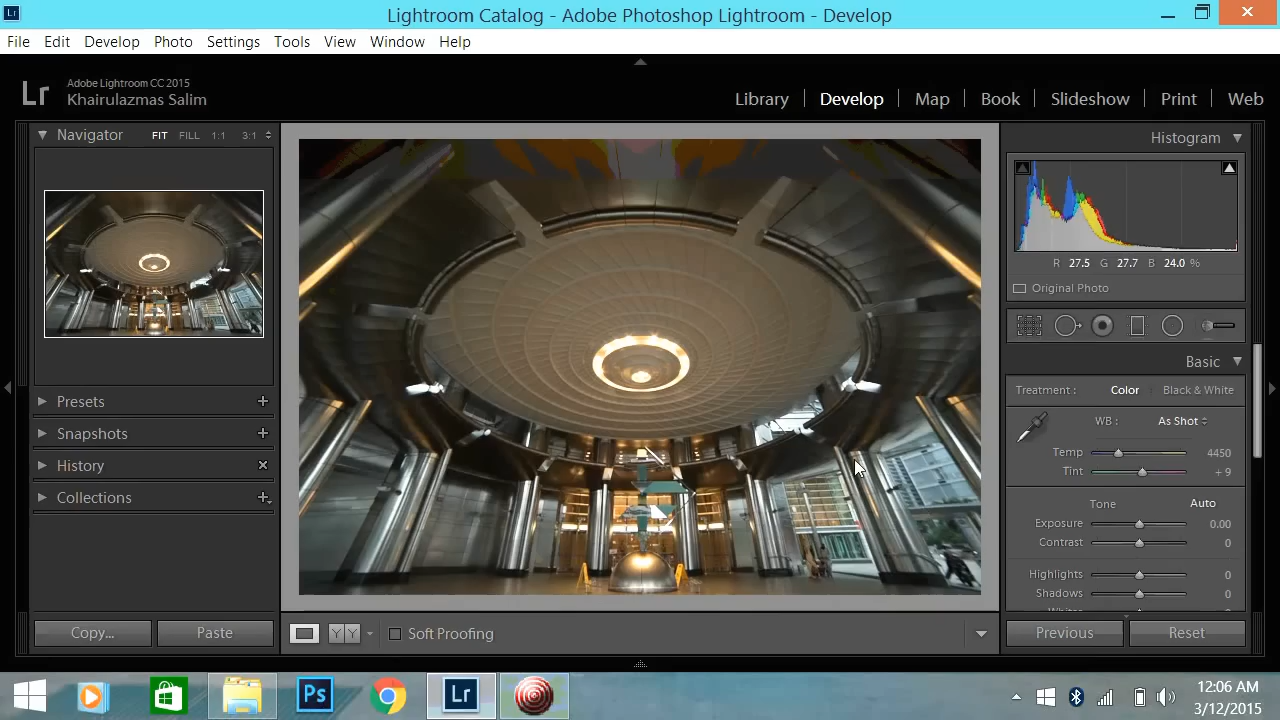 Lr
Lightroom Catalog - Adobe Photoshop Lightroom - Develop
File Edit Develop Photo Settings Tools View Window Help
Lr
Adobe Lightroom CC 2015
Khairulazmas Salim
Library Develop Map Book Slideshow Print Web
Navigator FIT FILL 1:1 3:1
Presets
Snapshots
History
Collections
Copy... Paste
Soft Proofing
Histogram
R 27.5 G 27.7 B 24.0 %
Original Photo
Basic
Treatment : Color Black & White
WB : As Shot
Temp 4450
Tint + 9
Tone Auto
Exposure 0.00
Contrast 0
Highlights 0
Shadows 0
Previous Reset
Ps
Lr
12:06 AM
3/12/2015